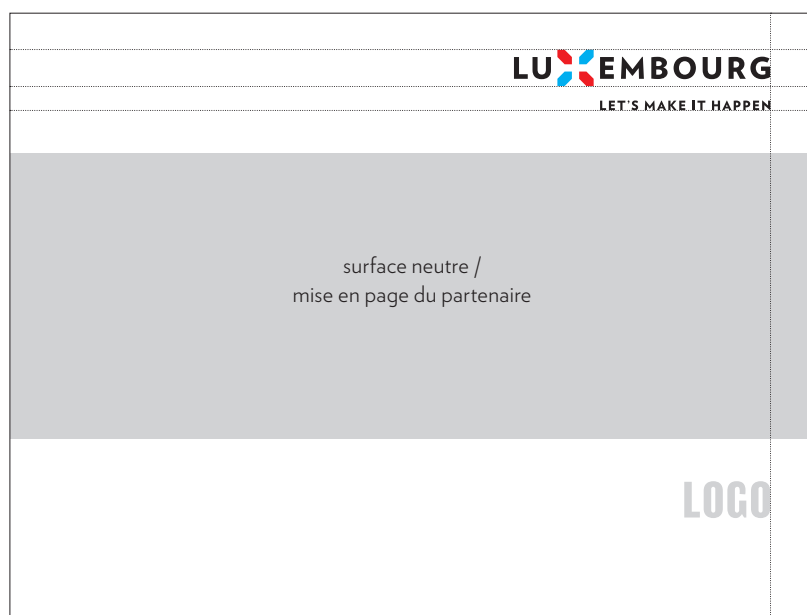 LUXEMBOURG
LET'S MAKE IT HAPPEN
surface neutre /
mise en page du partenaire
LOGO